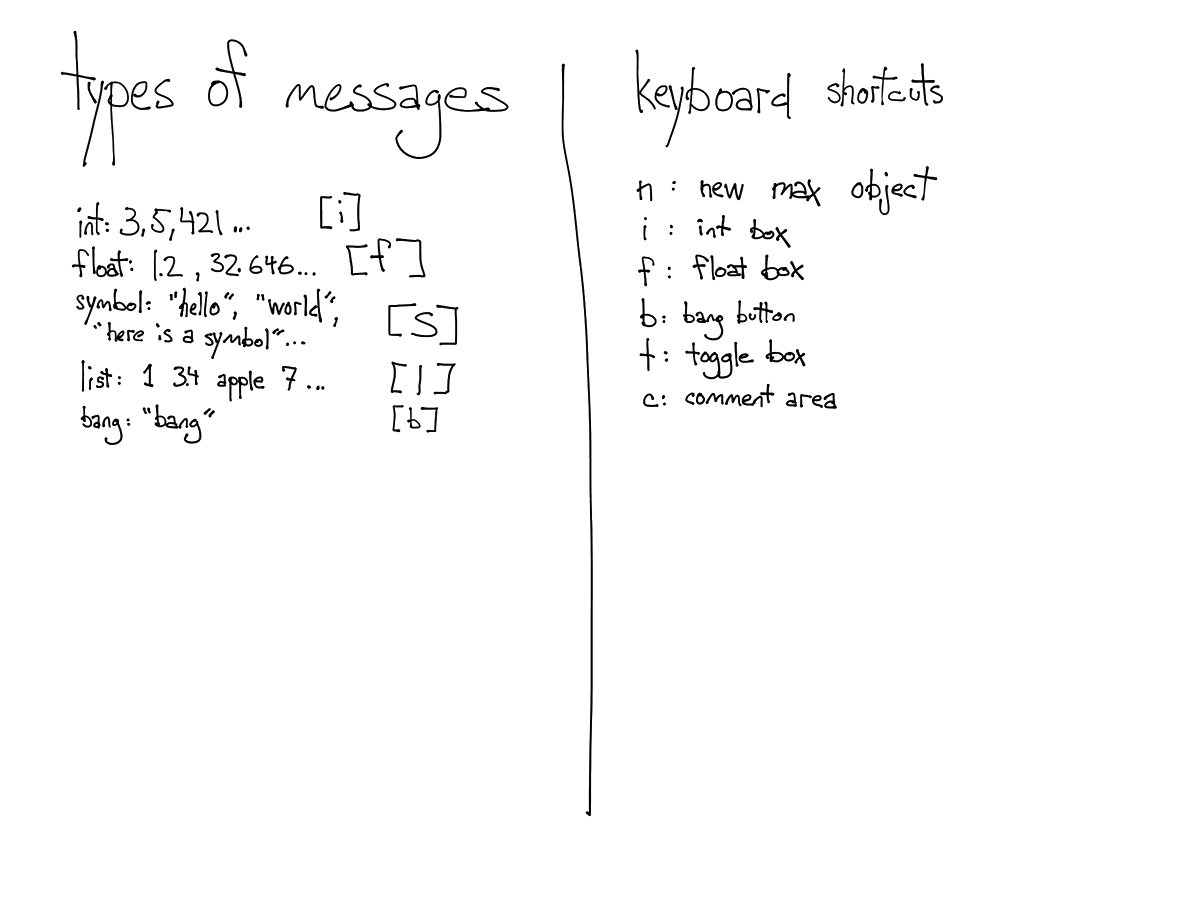 types of messages
int: 3, 5, 421 ... [i]
float: 1.2 , 32.646... [f]
symbol: "hello", "world",
"here is a symbol"... [S]
list: 1 3.4 apple 7 ... [l]
bang: "bang" [b]
keyboard shortcuts
n : new max object
i : int box
f : float box
b: bang button
t: toggle box
c: comment area